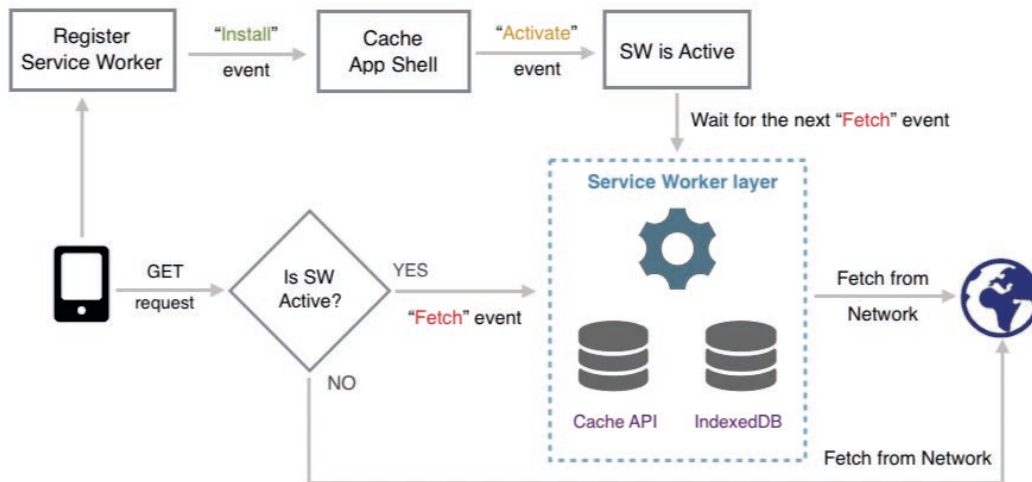 Register
Service Worker
“Install”
event
Cache
App Shell
“Activate”
event
SW is Active
Wait for the next “Fetch” event
Service Worker layer
GET
request
Is SW
Active?
YES
“Fetch” event
NO
Cache API
IndexedDB
Fetch from
Network
Fetch from Network